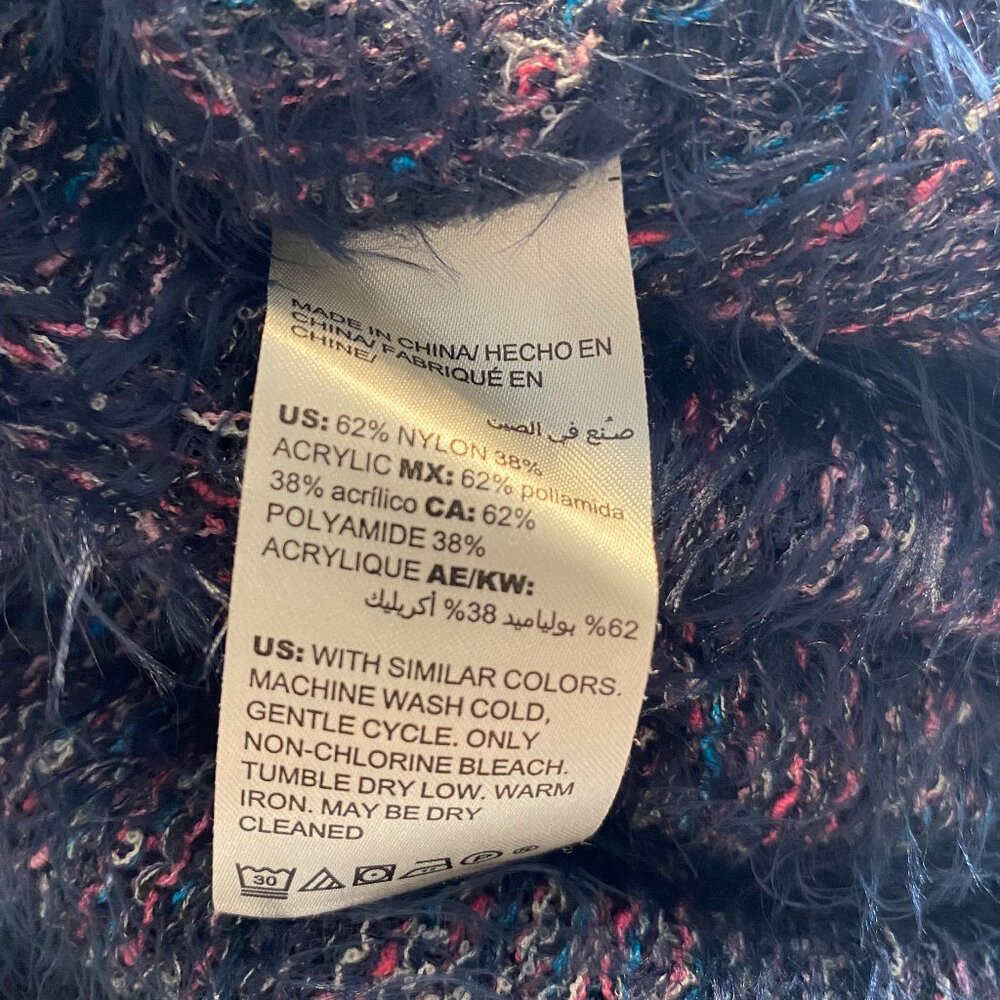 MADE IN CHINA/ HECHO EN
CHINA/ FABRIQUÉ EN
CHINE/
صُنع في الصين
US: 62% NYLON 38%
ACRYLIC MX: 62% poliamida
38% acrílico CA: 62%
POLYAMIDE 38%
ACRYLIQUE AE/KW:
62% بولياميد 38% أكريليك
US: WITH SIMILAR COLORS.
MACHINE WASH COLD,
GENTLE CYCLE. ONLY
NON-CHLORINE BLEACH.
TUMBLE DRY LOW. WARM
IRON. MAY BE DRY
CLEANED
30 P